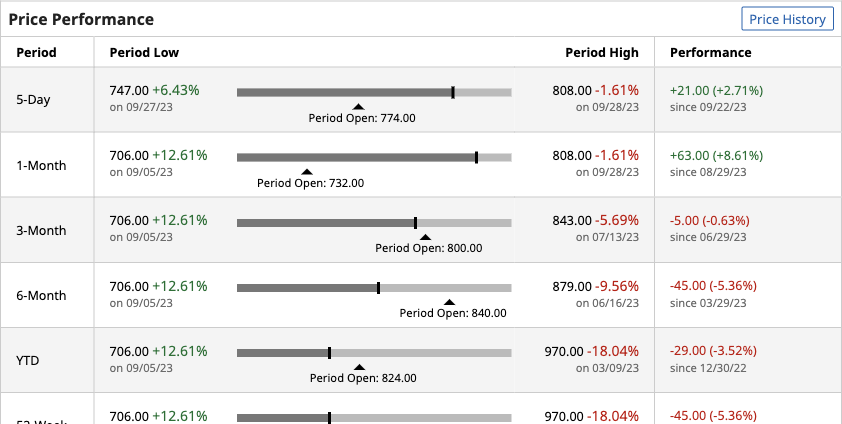 Price Performance
Price History
Period Period Low Period High Performance
5-Day
747.00 +6.43%
on 09/27/23
Period Open: 774.00
808.00 -1.61%
on 09/28/23
+21.00 (+2.71%)
since 09/22/23
1-Month
706.00 +12.61%
on 09/05/23
Period Open: 732.00
808.00 -1.61%
on 09/28/23
+63.00 (+8.61%)
since 08/29/23
3-Month
706.00 +12.61%
on 09/05/23
Period Open: 800.00
843.00 -5.69%
on 07/13/23
-5.00 (-0.63%)
since 06/29/23
6-Month
706.00 +12.61%
on 09/05/23
Period Open: 840.00
879.00 -9.56%
on 06/16/23
-45.00 (-5.36%)
since 03/29/23
YTD
706.00 +12.61%
on 09/05/23
Period Open: 824.00
970.00 -18.04%
on 03/09/23
-29.00 (-3.52%)
since 12/30/22
52-Week
706.00 +12.61%
970.00 -18.04%
-45.00 (-5.36%)